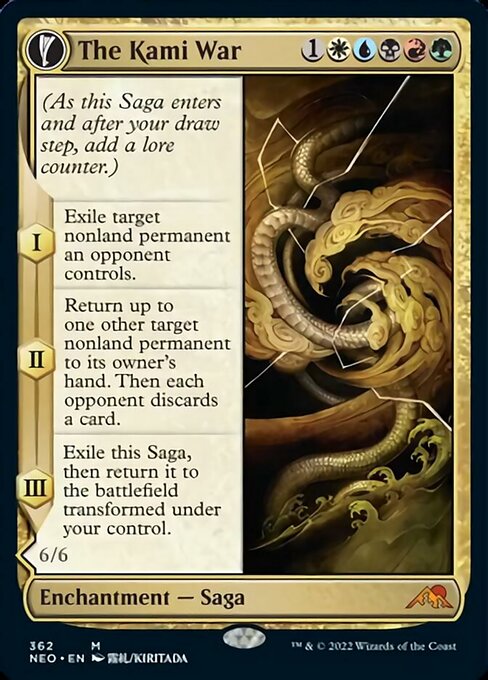 The Kami War 1
(As this Saga enters
and after your draw
step, add a lore
counter.)
I
Exile target
nonland permanent
an opponent
controls.
II
Return up to
one other target
nonland permanent
to its owner's
hand. Then each
opponent discards
a card.
III
Exile this Saga,
then return it to
the battlefield
transformed under
your control.
6/6
Enchantment — Saga
362 M
NEO • EN 霧札/KIRITADA
™ & © 2022 Wizards of the Coast